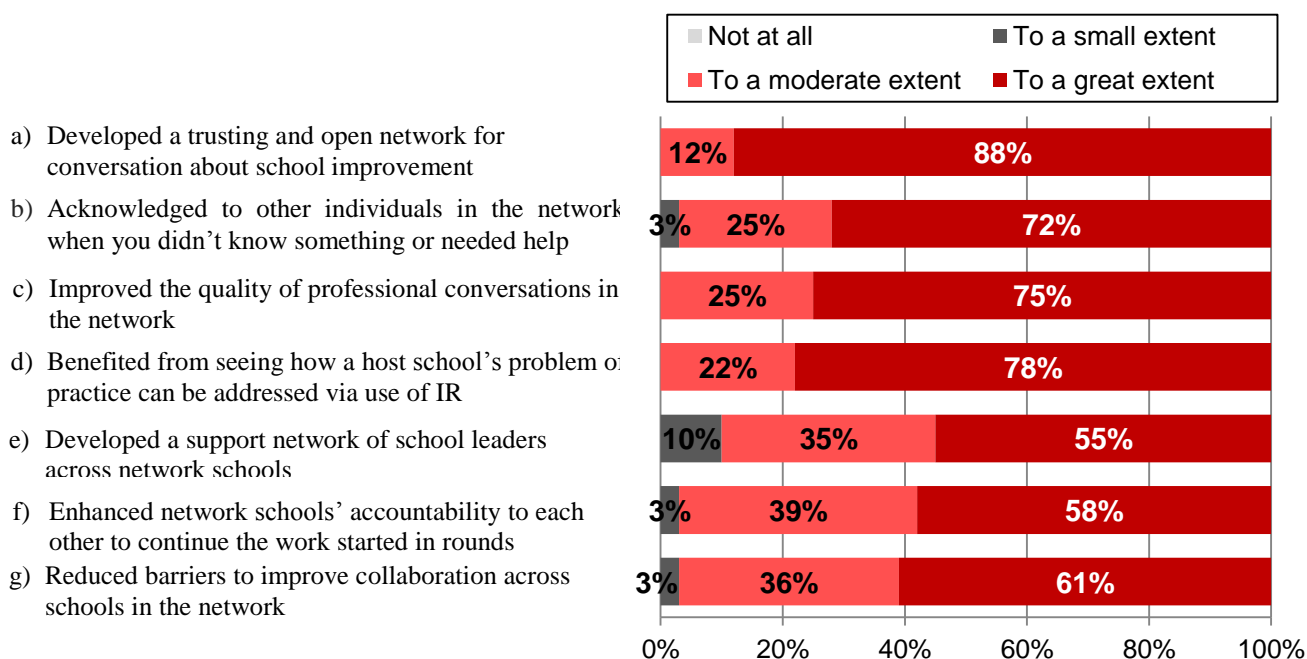 Not at all To a small extent
To a moderate extent To a great extent
a) Developed a trusting and open network for
conversation about school improvement
12% 88%
b) Acknowledged to other individuals in the network
when you didn’t know something or needed help
3% 25% 72%
c) Improved the quality of professional conversations in
the network
25% 75%
d) Benefited from seeing how a host school’s problem of
practice can be addressed via use of IR
22% 78%
e) Developed a support network of school leaders
across network schools
10% 35% 55%
f) Enhanced network schools’ accountability to each
other to continue the work started in rounds
3% 39% 58%
g) Reduced barriers to improve collaboration across
schools in the network
3% 36% 61%
0% 20% 40% 60% 80% 100%